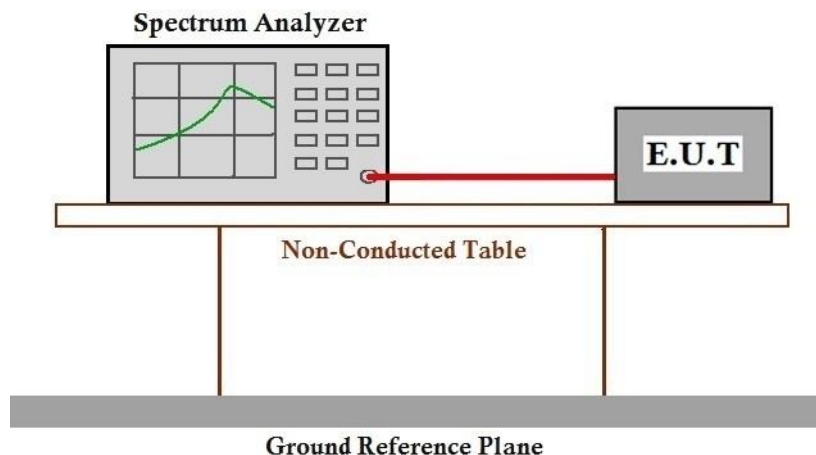 Spectrum Analyzer
E.U.T
Non-Conducted Table
Ground Reference Plane